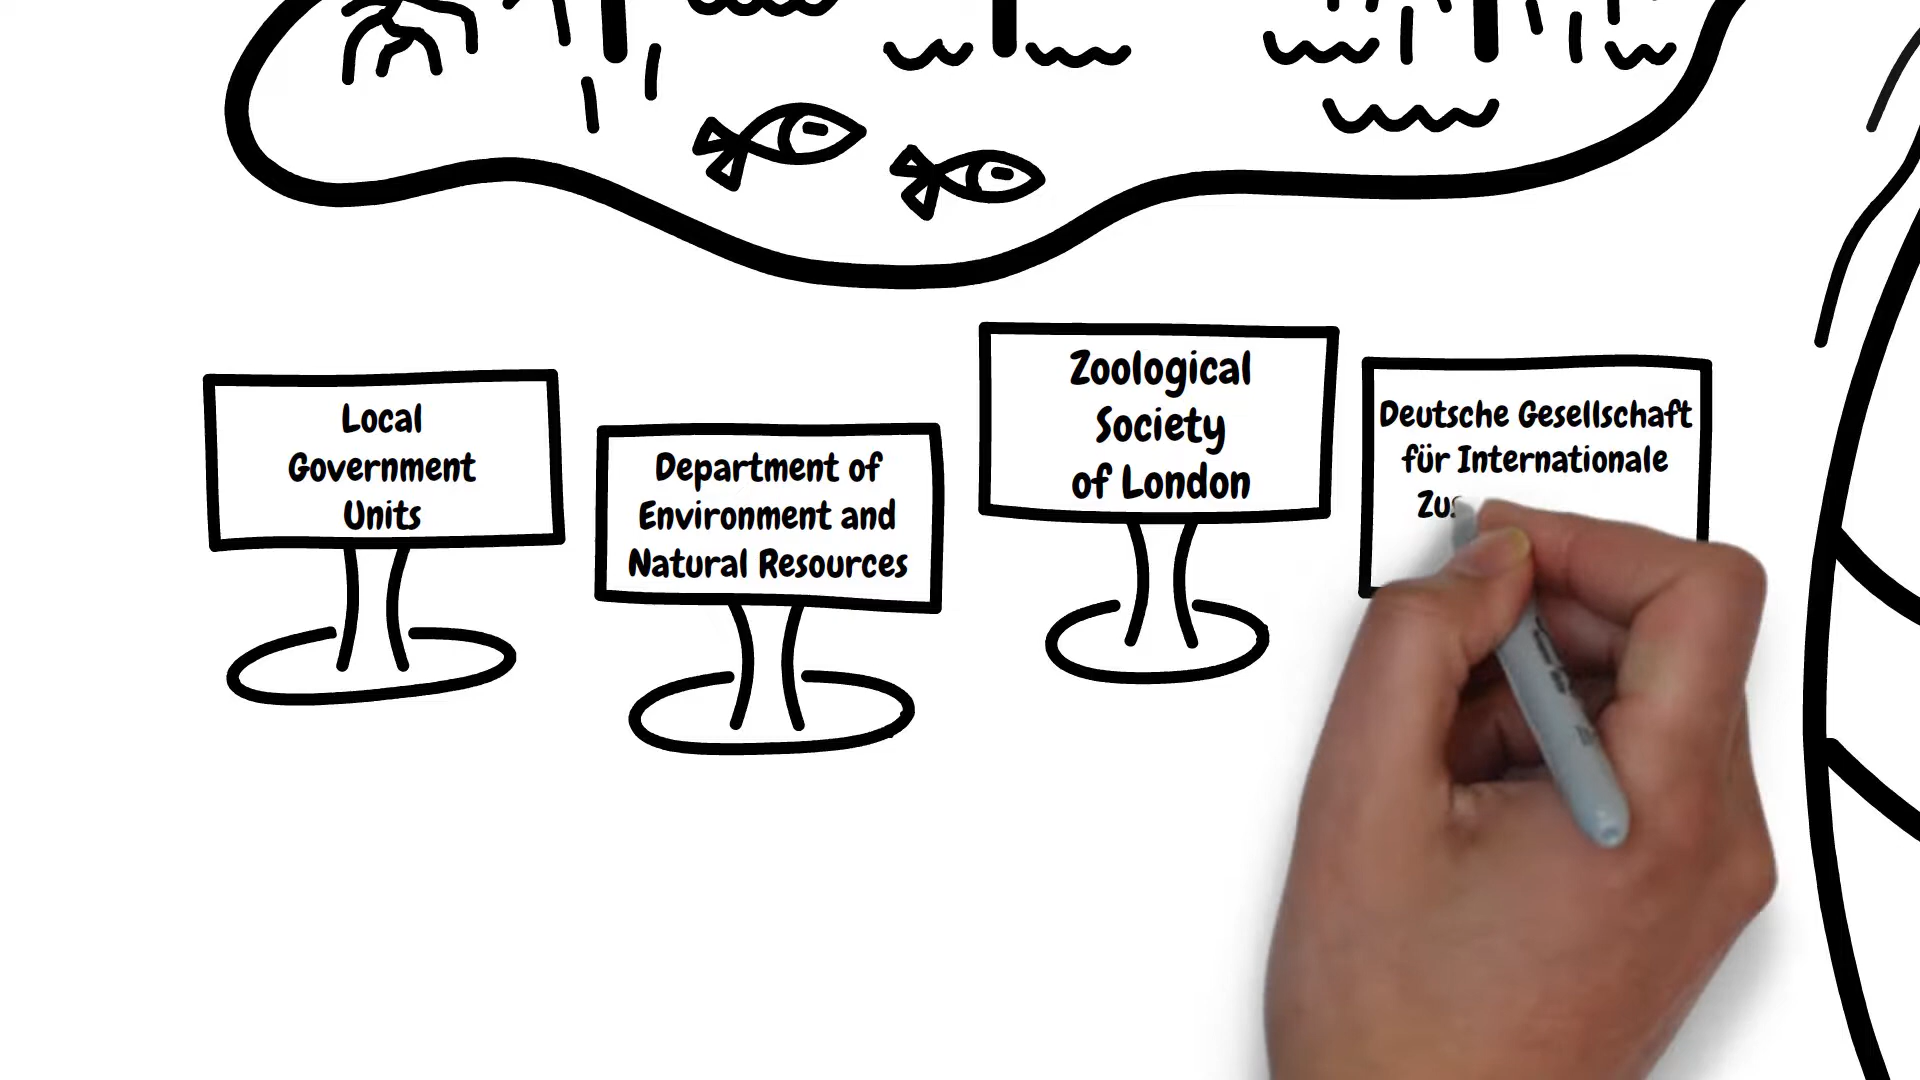 Local
Government
Units
Department of
Environment and
Natural Resources
Zoological
Society
of London
Deutsche Gesellschaft
für Internationale